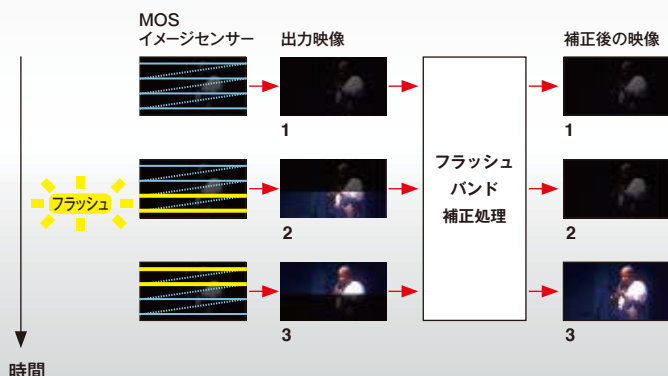 MOS
イメージセンサー
出力映像
補正後の映像
1
1
フラッシュ
フラッシュ
バンド
補正処理
2
2
3
3
時間